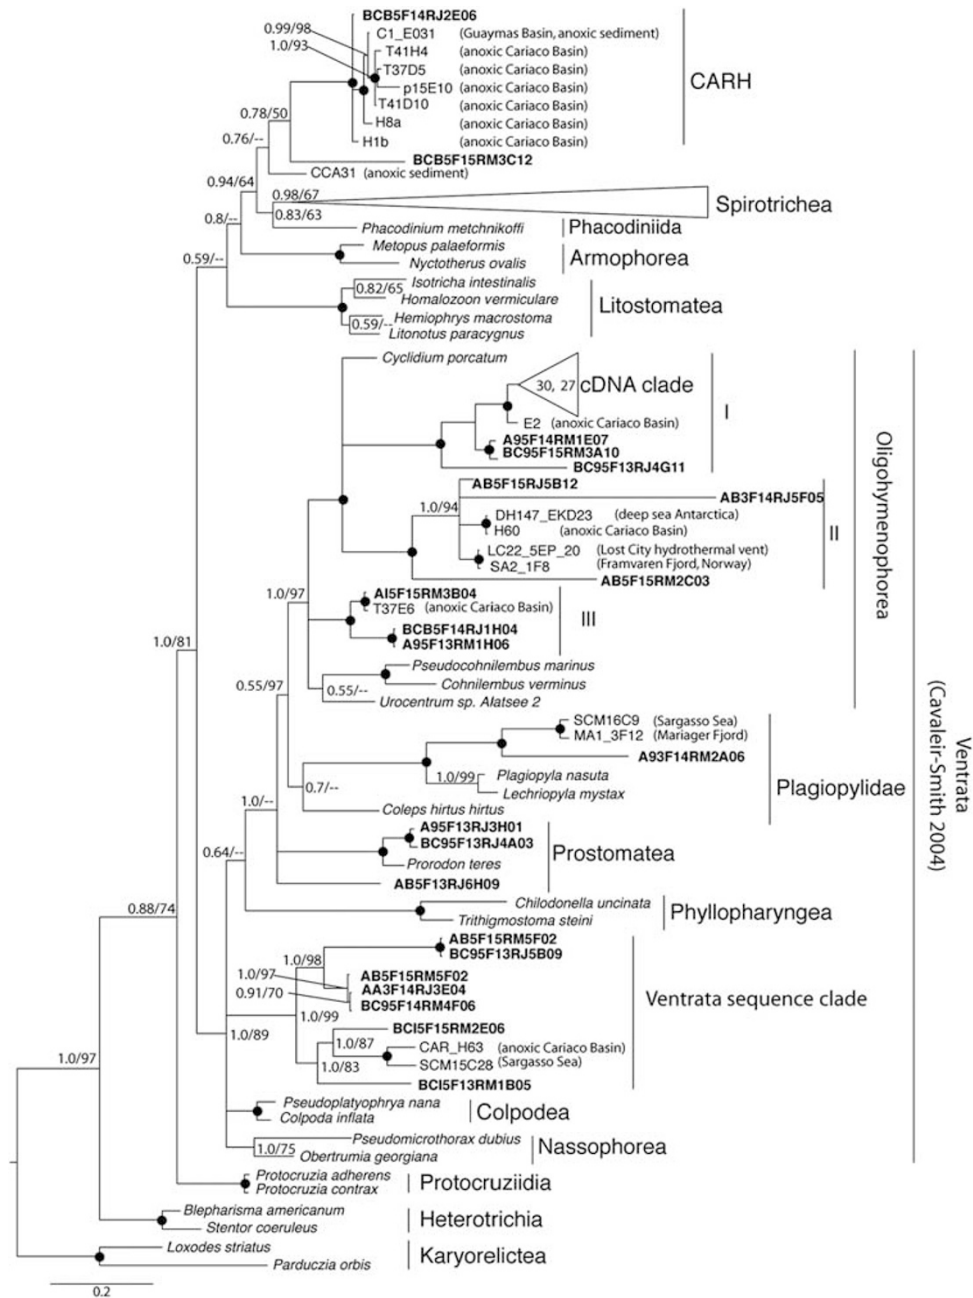 BCB5F14RJ2E06
0.99/98
C1_E031 (Guaymas Basin, anoxic sediment)
1.0/93
T41H4 (anoxic Cariaco Basin)
T37D5 (anoxic Cariaco Basin)
CARH
p15E10 (anoxic Cariaco Basin)
T41D10 (anoxic Cariaco Basin)
0.78/50
H8a (anoxic Cariaco Basin)
0.76/--
H1b (anoxic Cariaco Basin)
BCB5F15RM3C12
CCA31 (anoxic sediment)
0.94/64
0.98/67
Spirotrichea
0.83/63
0.8/--
Phacodinium metchnikoffi
Phacodiniida
Metopus palaeformis
0.59/--
Armophorea
Nyctotherus ovalis
Isotricha intestinalis
0.82/65
Homalozoon vermiculare
Litostomatea
Hemiophrys macrostoma
0.59/--
Litonotus paracygnus
Cyclidium porcatum
30, 27
cDNA clade
I
E2 (anoxic Cariaco Basin)
A95F14RM1E07
BC95F15RM3A10
BC95F13RJ4G11
AB5F15RJ5B12
AB3F14RJ5F05
1.0/94
DH147_EKD23 (deep sea Antarctica)
H60 (anoxic Cariaco Basin)
II
LC22_5EP_20 (Lost City hydrothermal vent)
SA2_1F8 (Framvaren Fjord, Norway)
AB5F15RM2C03
Oligohymenophorea
1.0/97
AI5F15RM3B04
T37E6 (anoxic Cariaco Basin)
III
BCB5F14RJ1H04
A95F13RM1H06
1.0/81
Pseudocohnilembus marinus
0.55/97
0.55/--
Cohnilembus verminus
Urocentrum sp. Alatsee 2
SCM16C9 (Sargasso Sea)
MA1_3F12 (Mariager Fjord)
A93F14RM2A06
1.0/99
Plagiopyla nasuta
Plagiopylidae
0.7/--
Lechriopyla mystax
1.0/--
Coleps hirtus hirtus
Ventrata
(Cavaleir-Smith 2004)
A95F13RJ3H01
BC95F13RJ4A03
0.64/--
Prostomatea
Prorodon teres
AB5F13RJ6H09
0.88/74
Chilodonella uncinata
Phyllopharyngea
Trithigmostoma steini
AB5F15RM5F02
BC95F13RJ5B09
1.0/98
1.0/97
AB5F15RM5F02
AA3F14RJ3E04
0.91/70
BC95F14RM4F06
Ventrata sequence clade
1.0/99
BCI5F15RM2E06
1.0/89
1.0/87
CAR_H63 (anoxic Cariaco Basin)
1.0/97
1.0/83
SCM15C28 (Sargasso Sea)
BCI5F13RM1B05
Pseudoplatyophrya nana
Colpodea
Colpoda inflata
Pseudomicrothorax dubius
1.0/75
Nassophorea
Obertrumia georgiana
Protocruzia adherens
Protocruziidia
Protocruzia contrax
Blepharisma americanum
Heterotrichia
Stentor coeruleus
Loxodes striatus
Karyorelictea
Parduczia orbis
0.2